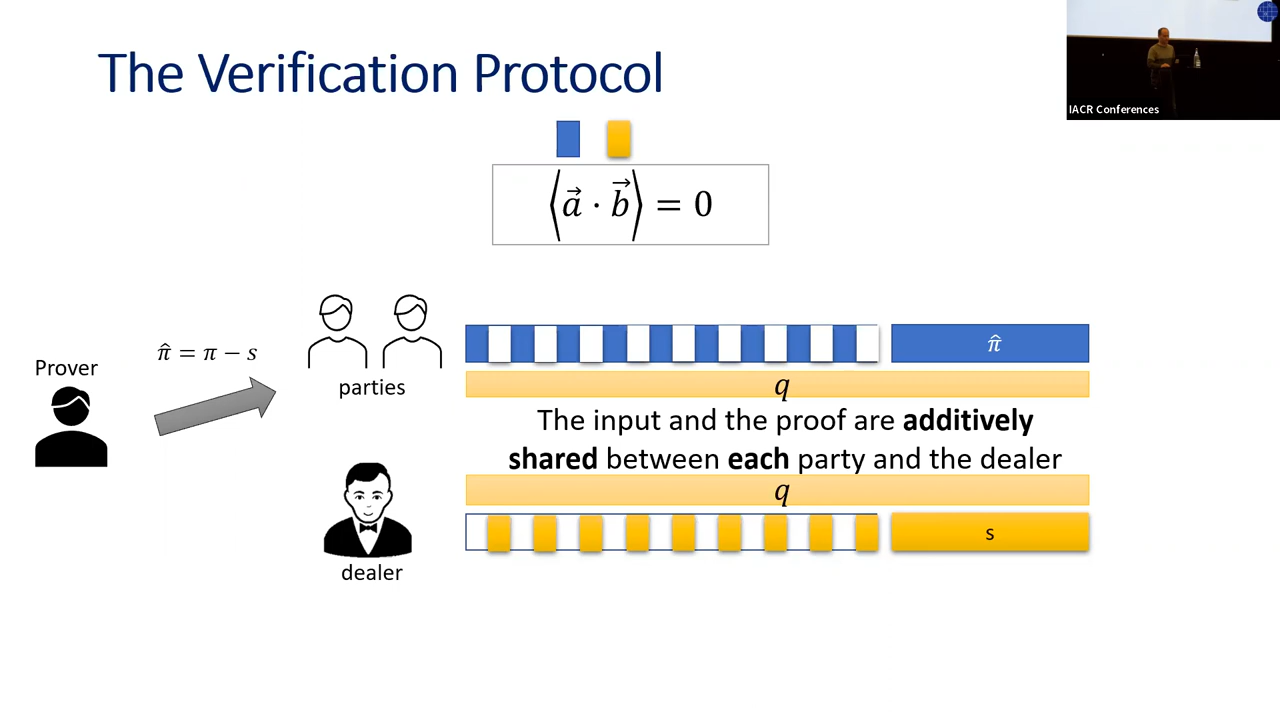 The Verification Protocol
IACR Conferences
⟨a⃗ · b⃗⟩ = 0
π̂ = π − s
Prover
parties
π̂
q
The input and the proof are additively
shared between each party and the dealer
q
s
dealer